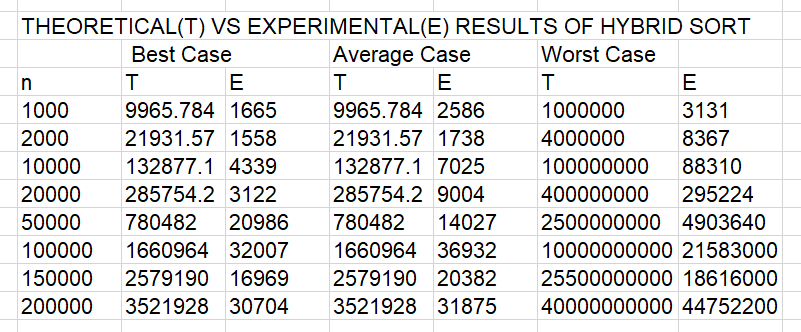 THEORETICAL(T) VS EXPERIMENTAL(E) RESULTS OF HYBRID SORT
Best Case Average Case Worst Case
n T E T E T E
1000 9965.784 1665 9965.784 2586 1000000 3131
2000 21931.57 1558 21931.57 1738 4000000 8367
10000 132877.1 4339 132877.1 7025 100000000 88310
20000 285754.2 3122 285754.2 9004 400000000 295224
50000 780482 20986 780482 14027 2500000000 4903640
100000 1660964 32007 1660964 36932 10000000000 21583000
150000 2579190 16969 2579190 20382 25500000000 18616000
200000 3521928 30704 3521928 31875 40000000000 44752200